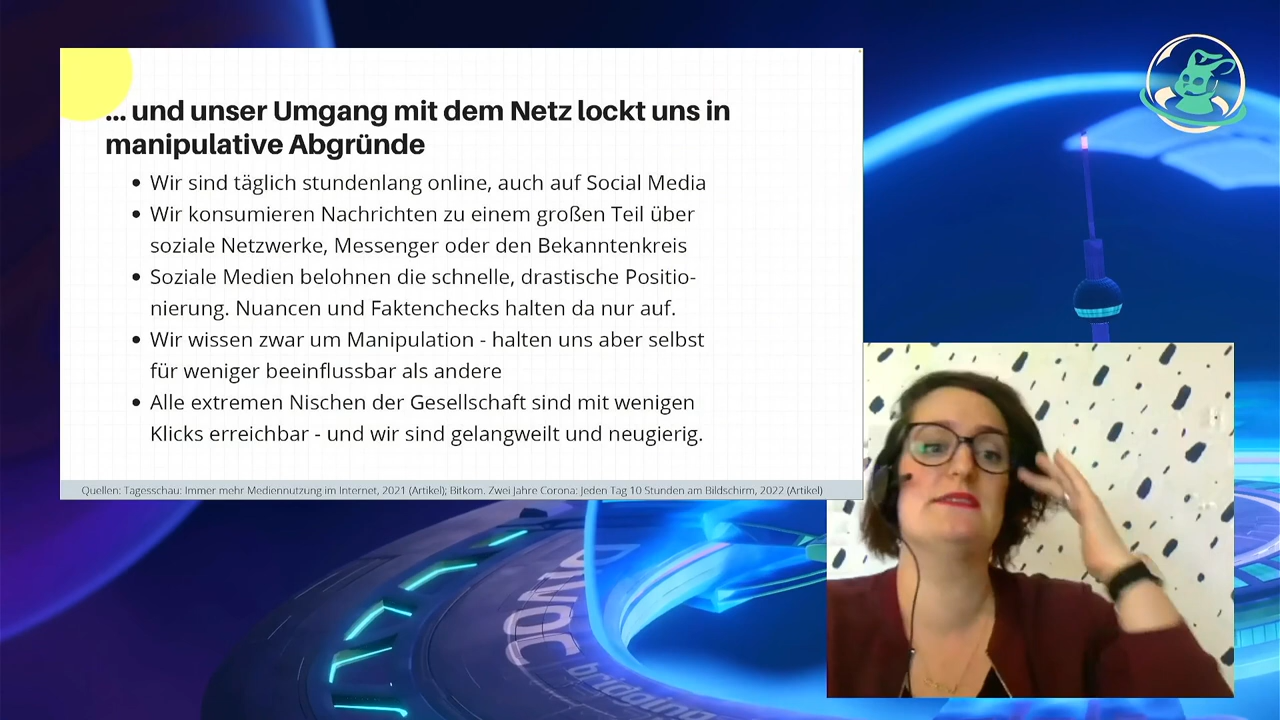 ... und unser Umgang mit dem Netz lockt uns in
manipulative Abgründe
• Wir sind täglich stundenlang online, auch auf Social Media
• Wir konsumieren Nachrichten zu einem großen Teil über
soziale Netzwerke, Messenger oder den Bekanntenkreis
• Soziale Medien belohnen die schnelle, drastische Positio-
nierung. Nuancen und Faktenchecks halten da nur auf.
• Wir wissen zwar um Manipulation - halten uns aber selbst
für weniger beeinflussbar als andere
• Alle extremen Nischen der Gesellschaft sind mit wenigen
Klicks erreichbar - und wir sind gelangweilt und neugierig.
Quellen: Tagesschau: Immer mehr Mediennutzung im Internet, 2021 (Artikel); Bitkom. Zwei Jahre Corona: Jeden Tag 10 Stunden am Bildschirm, 2022 (Artikel)
DiVOC
bridging